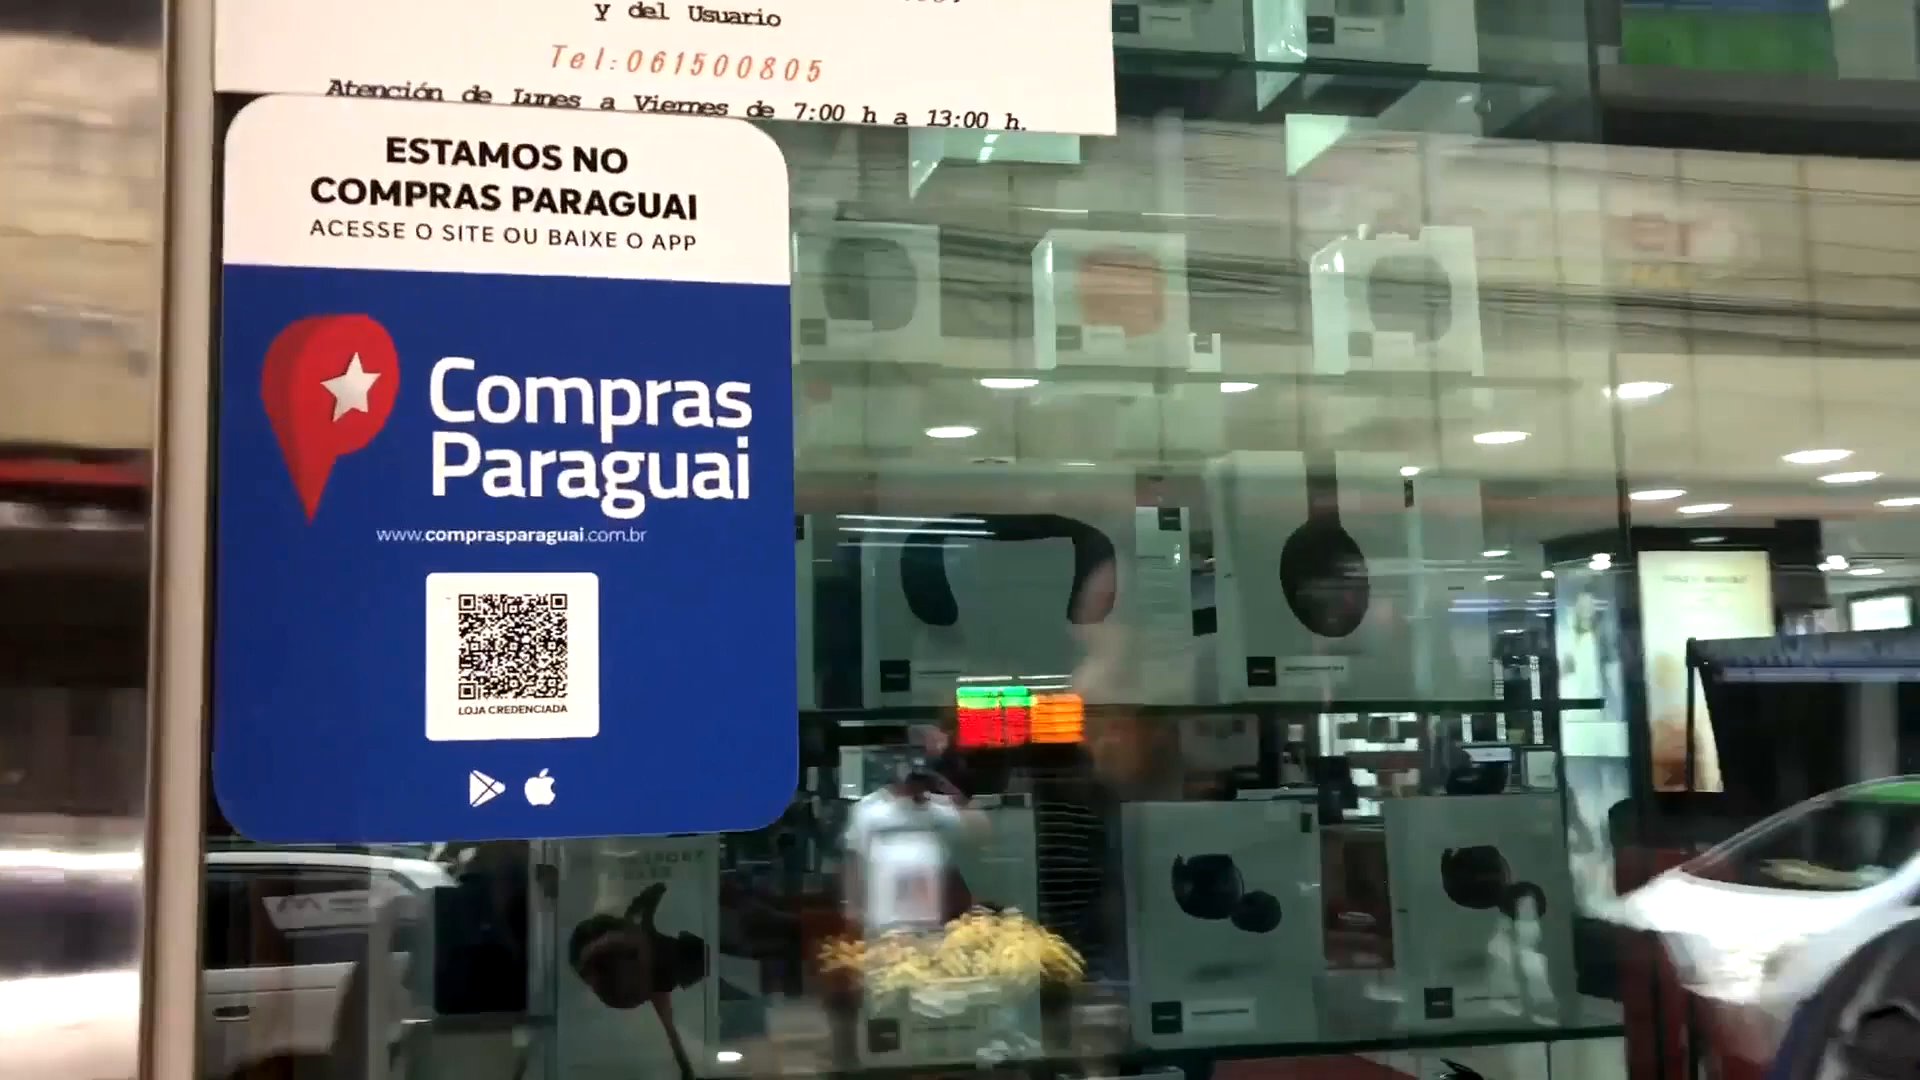 y del Usuario
Tel:061500805
Atención de Lunes a Viernes de 7:00 h a 13:00 h.
ESTAMOS NO
COMPRAS PARAGUAI
ACESSE O SITE OU BAIXE O APP
Compras
Paraguai
www.comprasparaguai.com.br
LOJA CREDENCIADA